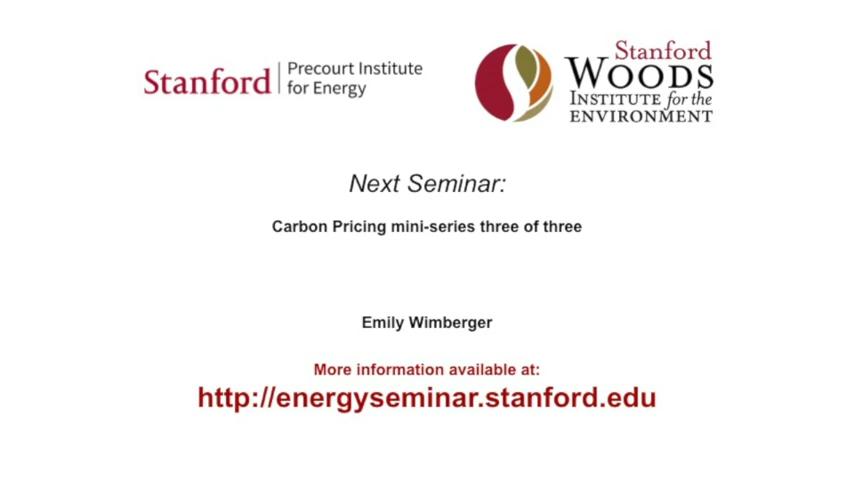 Stanford
Precourt Institute
for Energy
Stanford
WOODS
INSTITUTE for the
ENVIRONMENT
Next Seminar:
Carbon Pricing mini-series three of three
Emily Wimberger
More information available at:
http://energyseminar.stanford.edu